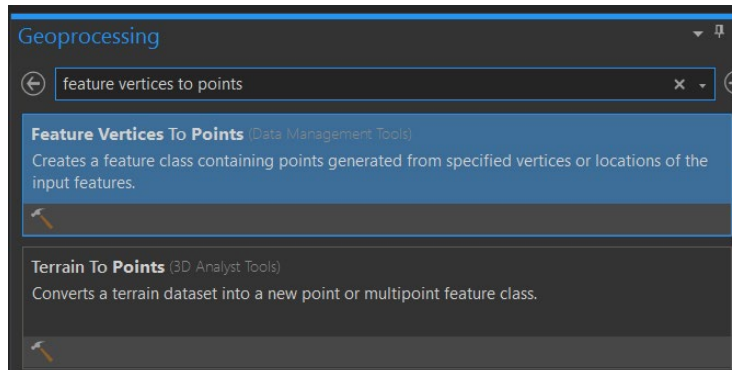 Geoprocessing
feature vertices to points
Feature Vertices To Points (Data Management Tools)
Creates a feature class containing points generated from specified vertices or locations of the
input features.
Terrain To Points (3D Analyst Tools)
Converts a terrain dataset into a new point or multipoint feature class.